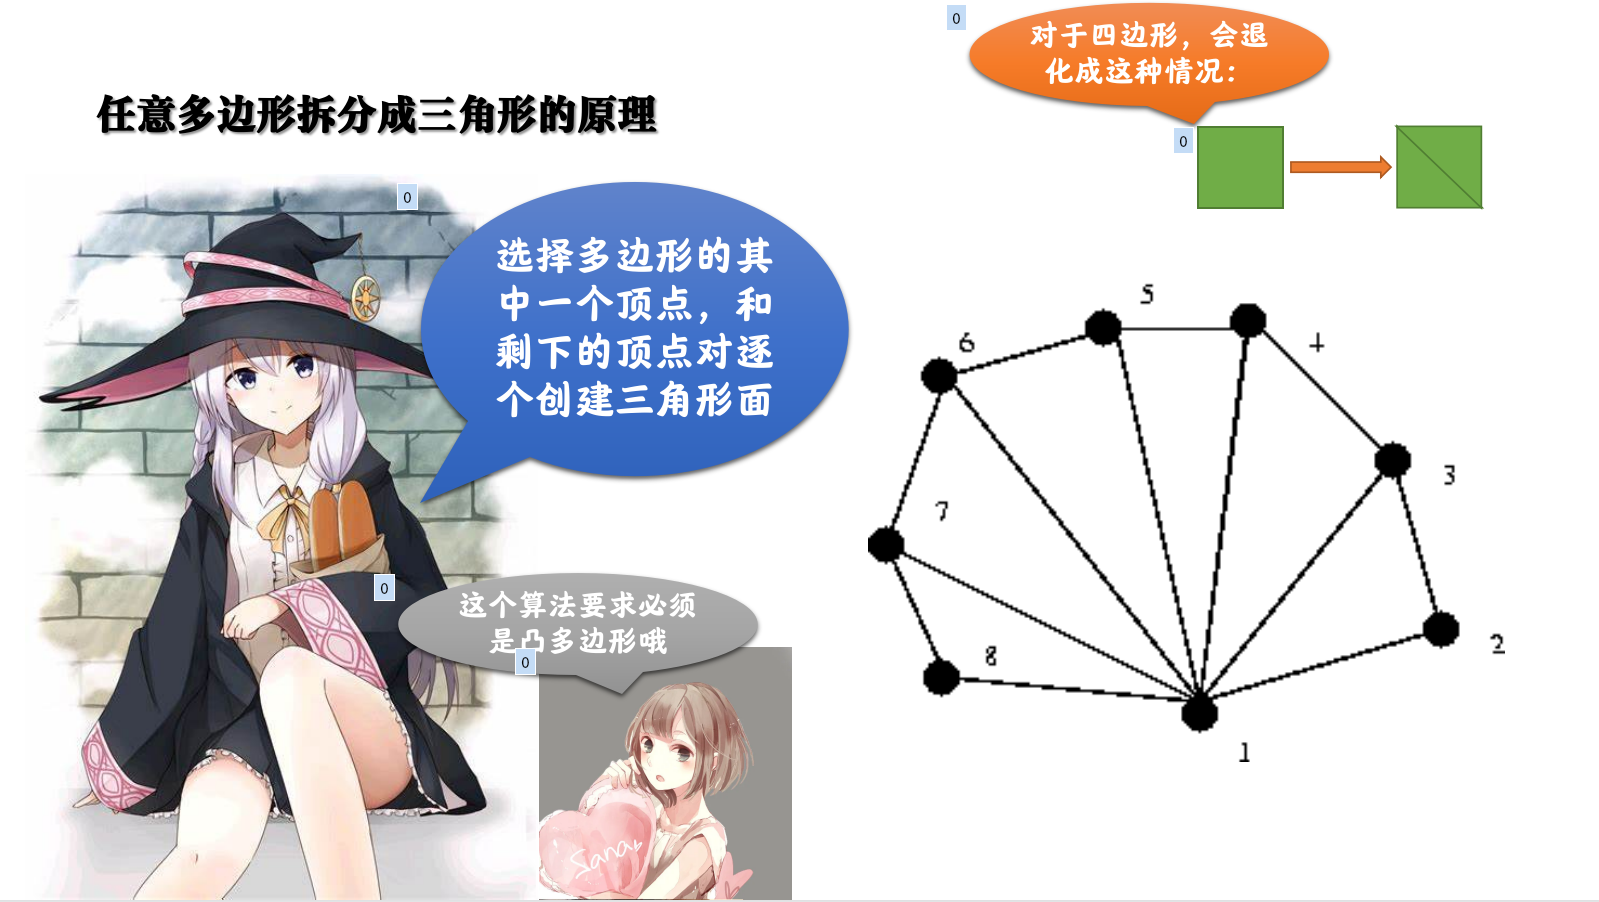 0
对于四边形，会退
化成这种情况：
任意多边形拆分成三角形的原理
0
0
选择多边形的其
中一个顶点，和
剩下的顶点对逐
个创建三角形面
5
6
4
3
7
0
这个算法要求必须
是凸多边形哦
0
8
2
1
Sana